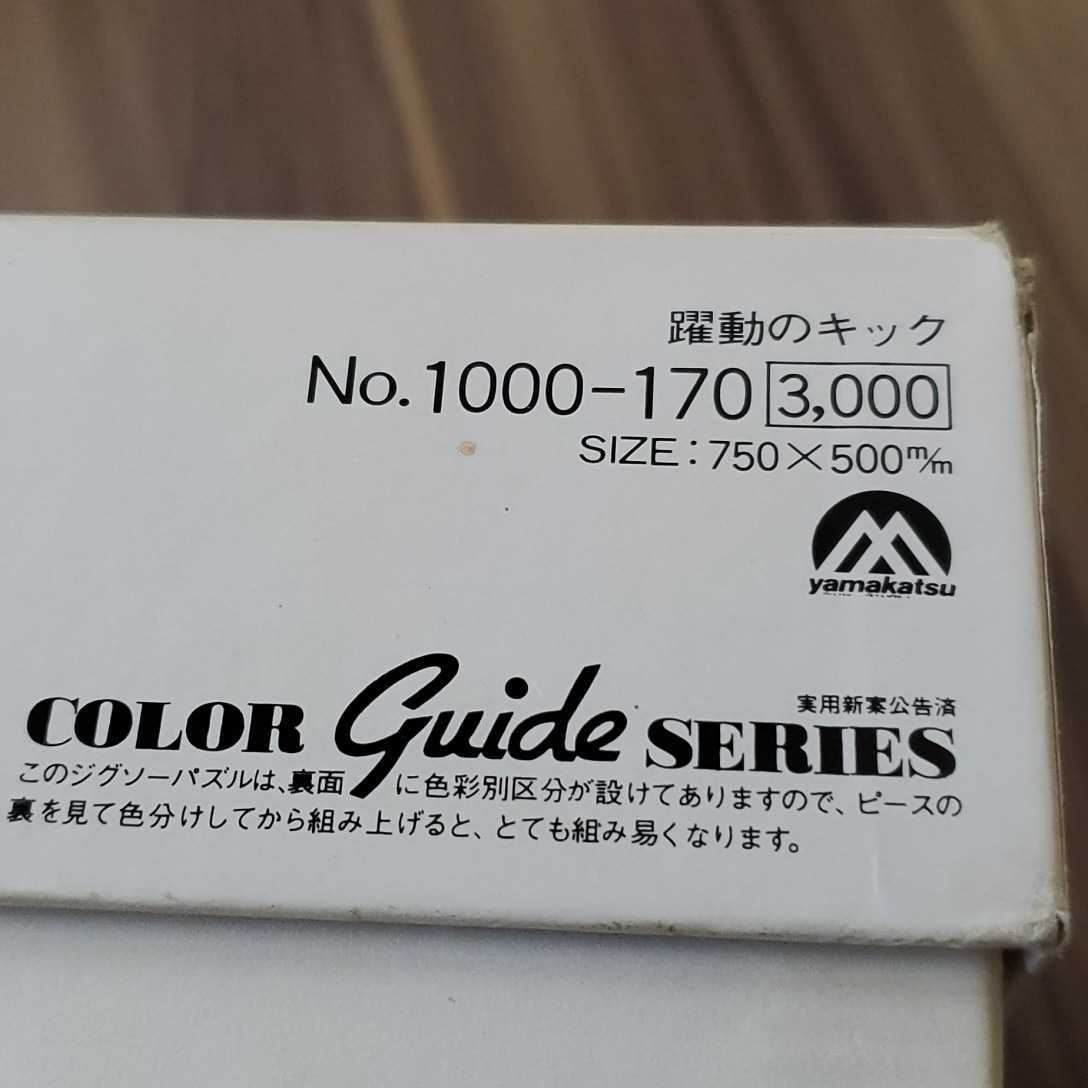 躍動のキック
No.1000-170 3,000
SIZE:750×500m/m
yamakatsu
COLOR Guide SERIES
実用新案公告済
このジグソーパズルは、裏面に色彩別区分が設けてありますので、ピースの
裏を見て色分けしてから組み上げると、とても組み易くなります。